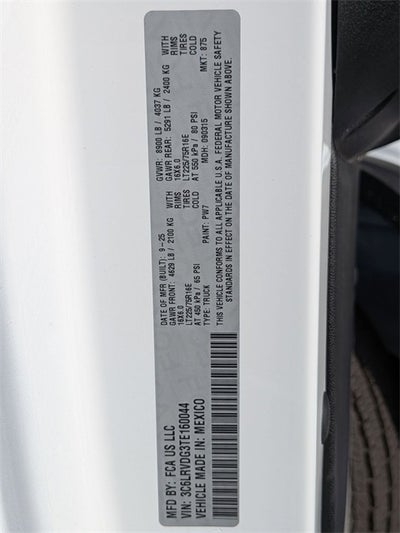 MFD BY: FCA US LLC
VIN: 3C6LRVDG3TE160044
VEHICLE MADE IN: MEXICO
DATE OF MFR (BUILT): 9-25
GAWR FRONT: 4629 LB / 2100 KG
16X6.0
LT225/75R16E
AT 450 kPa / 65 PSI
TYPE: TRUCK
WITH
RIMS
TIRES
COLD
PAINT: PW7
GVWR: 8900 LB / 4037 KG
GAWR REAR: 5291 LB / 2400 KG
16X6.0
LT225/75R16E
AT 550 kPa / 80 PSI
MDH: 090315
WITH
RIMS
TIRES
COLD
MKT: 875
THIS VEHICLE CONFORMS TO ALL APPLICABLE U.S.A. FEDERAL MOTOR VEHICLE SAFETY
STANDARDS IN EFFECT ON THE DATE OF MANUFACTURE SHOWN ABOVE.